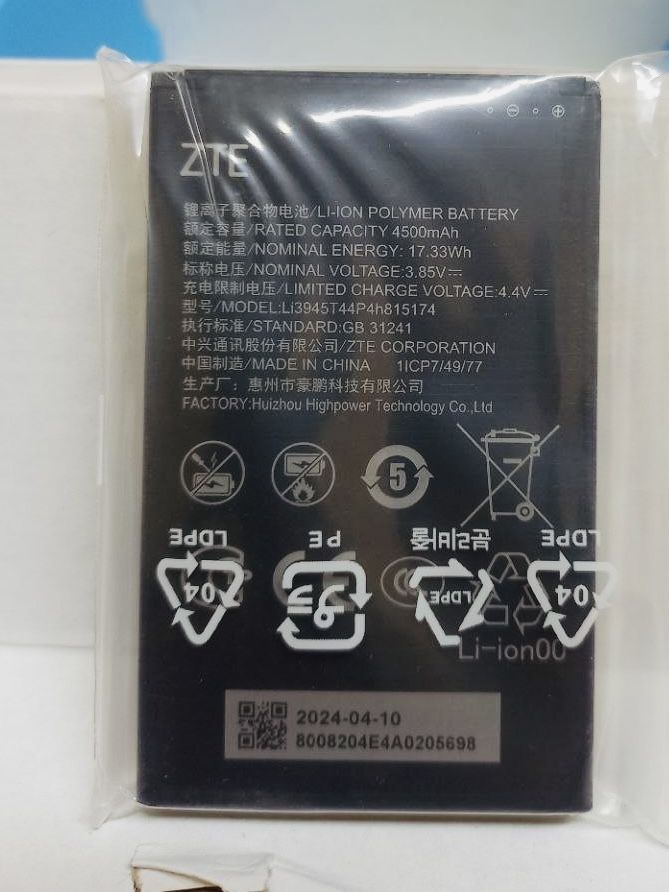 ZTE
锂离子聚合物电池/LI-ION POLYMER BATTERY
额定容量/RATED CAPACITY 4500mAh
额定能量/NOMINAL ENERGY: 17.33Wh
标称电压/NOMINAL VOLTAGE:3.85V⎓
充电限制电压/LIMITED CHARGE VOLTAGE:4.4V⎓
型号/MODEL:Li3945T44P4h815174
执行标准/STANDARD:GB 31241
中兴通讯股份有限公司/ZTE CORPORATION
中国制造/MADE IN CHINA 1ICP7/49/77
生产厂：惠州市豪鹏科技有限公司
FACTORY:Huizhou Highpower Technology Co.,Ltd
5
LDPE PE 비닐류 LDPE
04 LDPE 04
CE
Li-ion00
2024-04-10
8008204E4A0205698